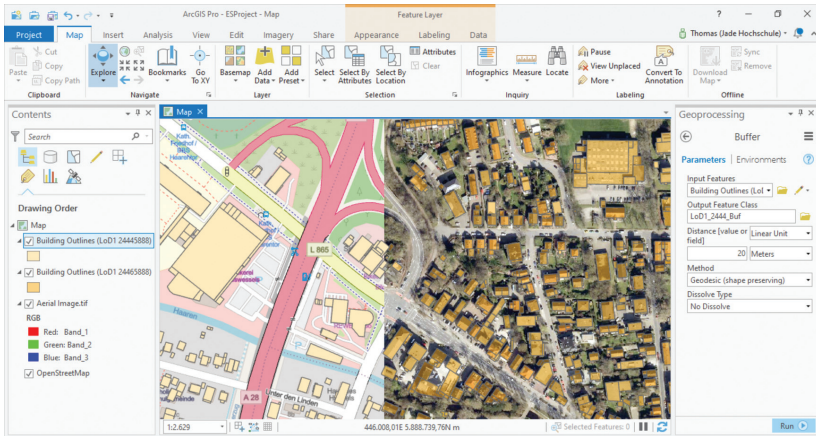 ArcGIS Pro - ESProject - Map
Feature Layer
Project Map Insert Analysis View Edit Imagery Share Appearance Labeling Data
Thomas (Jade Hochschule)
Paste
Cut
Copy
Copy Path
Clipboard
Explore
Bookmarks
Go To XY
Navigate
Basemap
Add Data
Add Preset
Layer
Select
Select By Attributes
Select By Location
Attributes
Clear
Selection
Infographics
Measure
Locate
Inquiry
Pause
View Unplaced
More
Convert To Annotation
Labeling
Download Map
Sync
Remove
Offline
Contents
Search
Drawing Order
Map
Building Outlines (LoD1 24445888)
Building Outlines (LoD1 24465888)
Aerial Image.tif
RGB
Red: Band_1
Green: Band_2
Blue: Band_3
OpenStreetMap
Map
Kath.
Friedhof /
L 865
Haaren
A 28
Unter den Linden
1:2.629
446.008,01E 5.888.739,76N m
Selected Features: 0
Geoprocessing
Buffer
Parameters | Environments
Input Features
Building Outlines (Lo
Output Feature Class
LoD1_2444_Buf
Distance [value or field]
Linear Unit
20 Meters
Method
Geodesic (shape preserving)
Dissolve Type
No Dissolve
Run